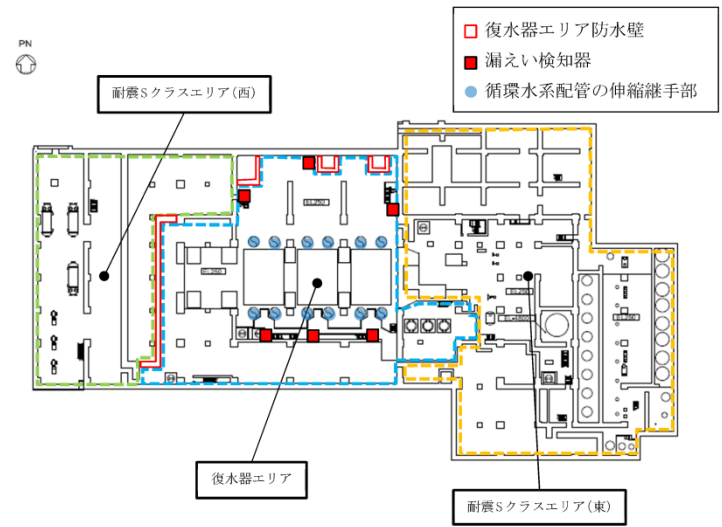 復水器エリア防水壁
漏えい検知器
循環水系配管の伸縮継手部
PN
耐震Sクラスエリア(西)
EL250
EL250
復水器エリア
耐震Sクラスエリア(東)